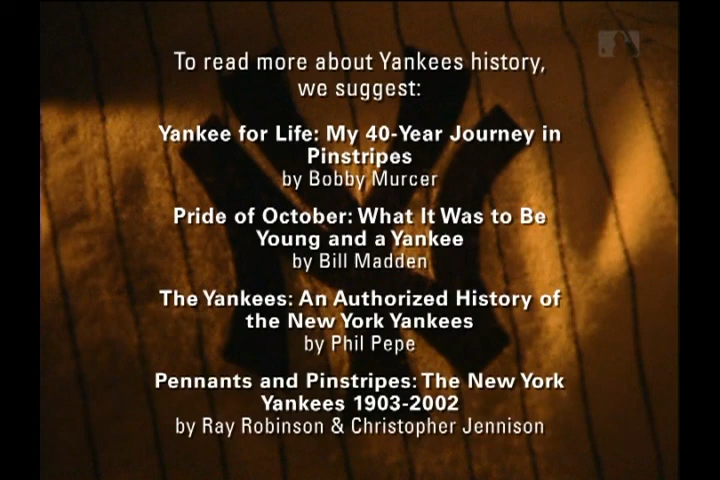 To read more about Yankees history,
we suggest:
Yankee for Life: My 40-Year Journey in
Pinstripes
by Bobby Murcer
Pride of October: What It Was to Be
Young and a Yankee
by Bill Madden
The Yankees: An Authorized History of
the New York Yankees
by Phil Pepe
Pennants and Pinstripes: The New York
Yankees 1903-2002
by Ray Robinson & Christopher Jennison